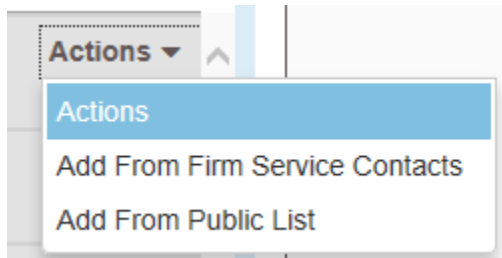 Actions
Actions
Add From Firm Service Contacts
Add From Public List